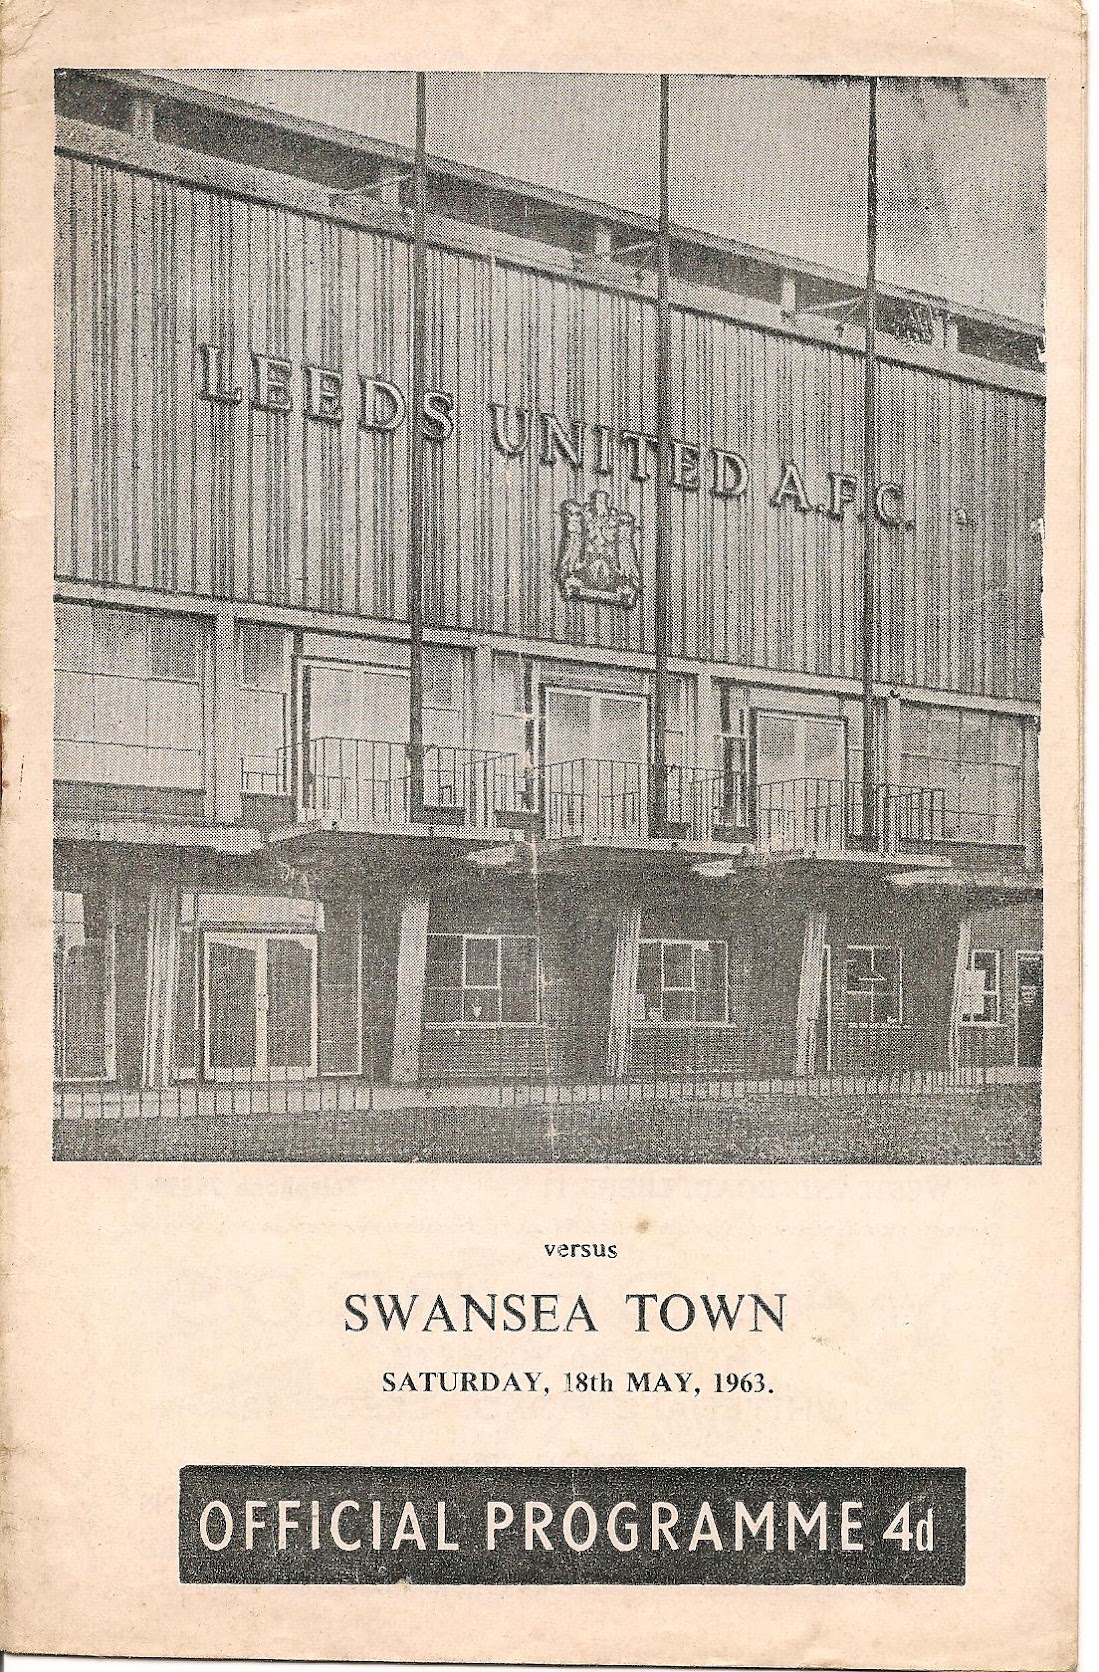 LEEDS UNITED A.F.C.
versus
SWANSEA TOWN
SATURDAY, 18th MAY, 1963.
OFFICIAL PROGRAMME 4d